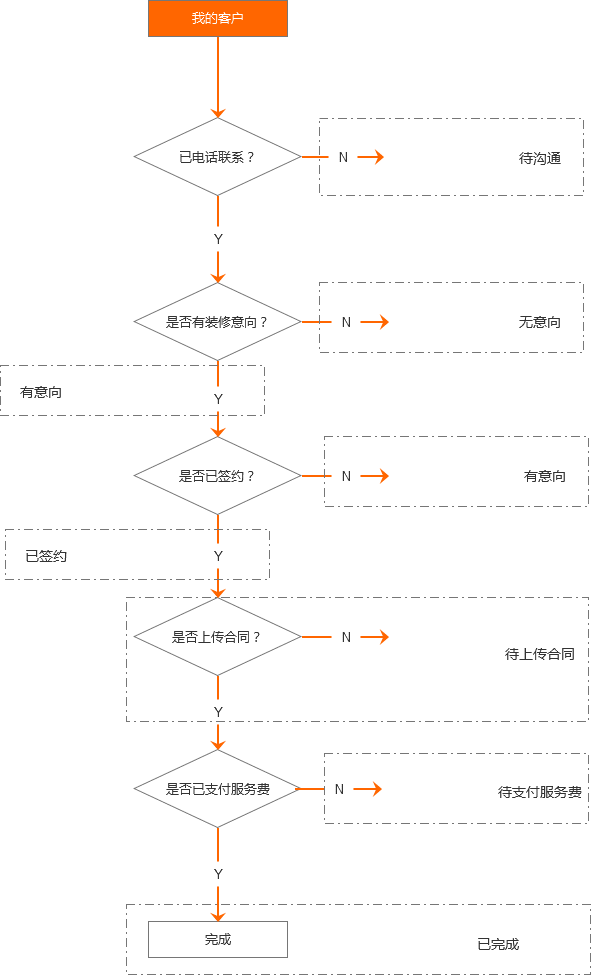 我的客户
已电话联系？
N
待沟通
Y
是否有装修意向？
N
无意向
有意向
Y
是否已签约？
N
有意向
已签约
Y
是否上传合同？
N
待上传合同
Y
是否已支付服务费
N
待支付服务费
Y
完成
已完成